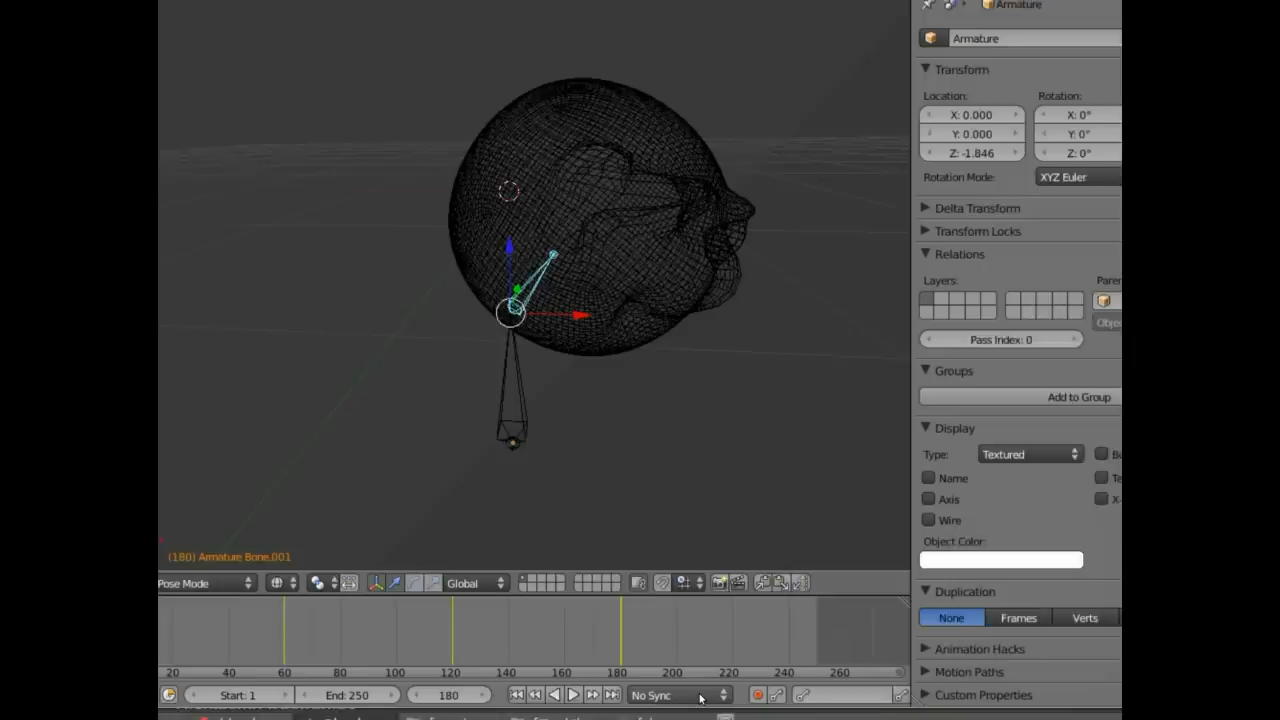 Armature
Armature
Transform
Location:
Rotation:
X: 0.000
X: 0°
Y: 0.000
Y: 0°
Z: -1.846
Z: 0°
Rotation Mode:
XYZ Euler
Delta Transform
Transform Locks
Relations
Layers:
Paren
Objec
Pass Index: 0
Groups
Add to Group
Display
Type:
Textured
Name
Axis
Wire
X-
Object Color:
Duplication
None
Frames
Verts
Animation Hacks
Motion Paths
Custom Properties
(180) Armature Bone.001
Pose Mode
Global
20 40 60 80 100 120 140 160 180 200 220 240 260
Start: 1
End: 250
180
No Sync